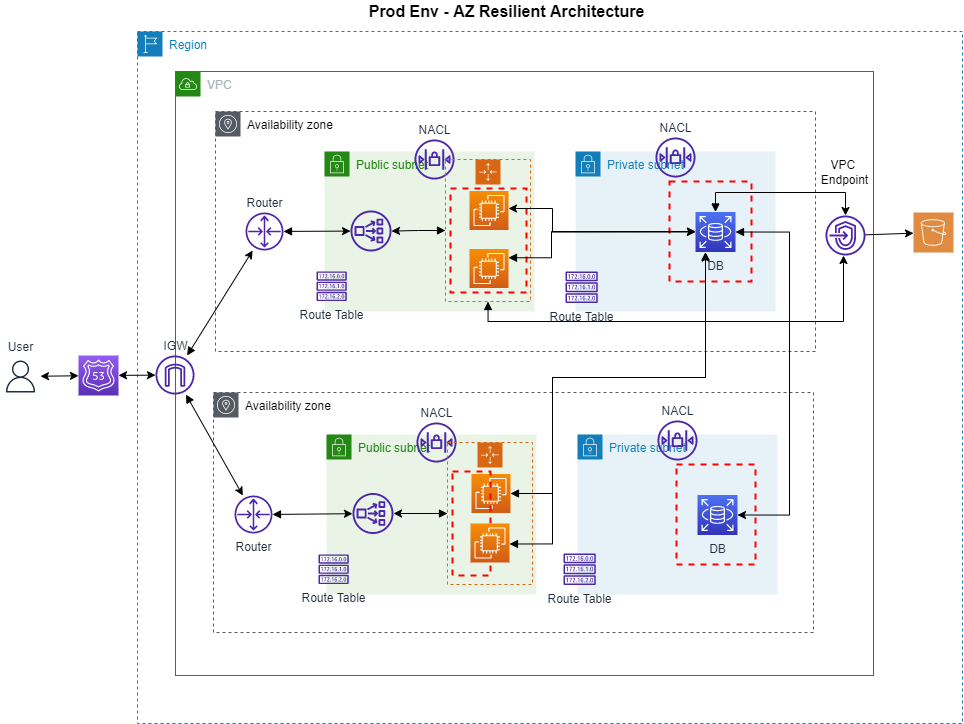 Prod Env - AZ Resilient Architecture
Region
VPC
Availability zone
NACL
NACL
Public subnet
Private subnet
VPC
Endpoint
Router
DB
172.16.0.0
172.16.1.0
172.16.2.0
172.16.0.0
172.16.1.0
172.16.2.0
Route Table
Route Table
User
IGW
53
Availability zone
NACL
NACL
Public subnet
Private subnet
Router
DB
172.16.0.0
172.16.1.0
172.16.2.0
172.16.0.0
172.16.1.0
172.16.2.0
Route Table
Route Table